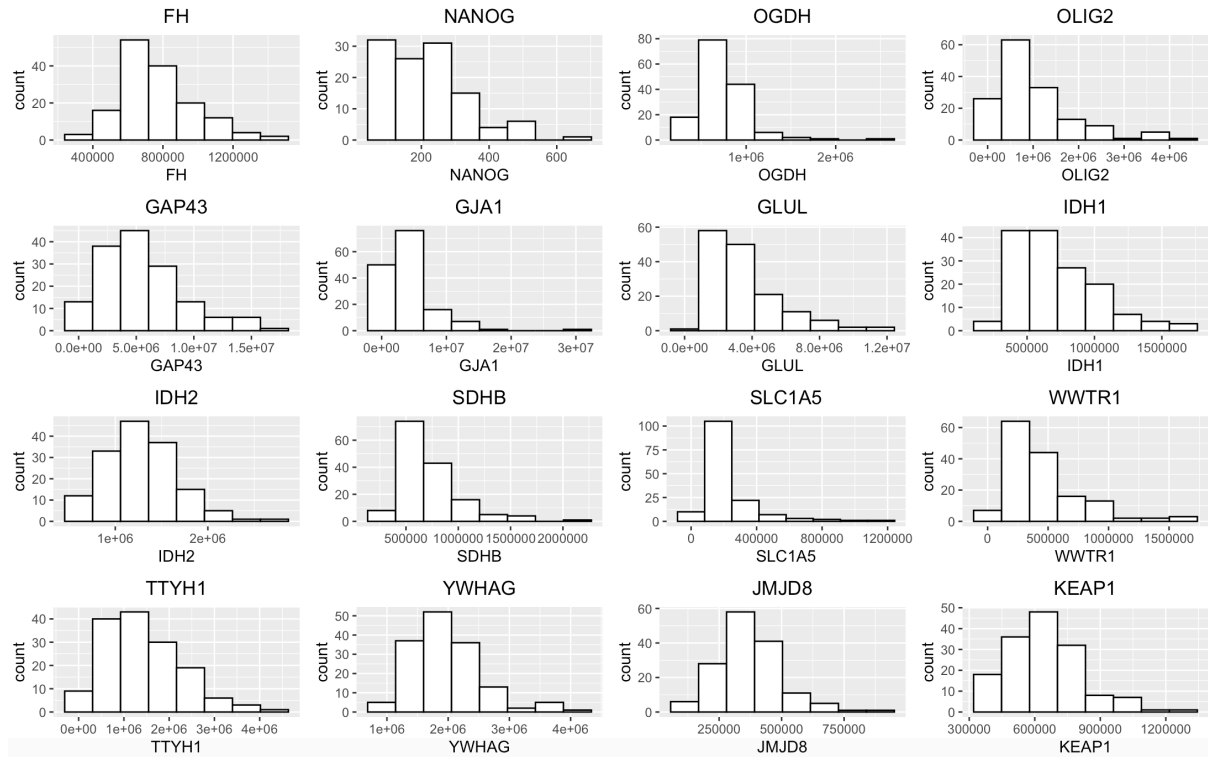 FH NANOG OGDH OLIG2
count 40 20 0 count 30 20 10 0 count 80 60 40 20 0 count 60 40 20 0
400000 800000 1200000 200 400 600 1e+06 2e+06 0e+00 1e+06 2e+06 3e+06 4e+06
FH NANOG OGDH OLIG2
GAP43 GJA1 GLUL IDH1
count 40 30 20 10 0 count 60 40 20 0 count 60 40 20 0 count 40 30 20 10 0
0.0e+00 5.0e+06 1.0e+07 1.5e+07 0e+00 1e+07 2e+07 3e+07 0.0e+00 4.0e+06 8.0e+06 1.2e+07 500000 1000000 1500000
GAP43 GJA1 GLUL IDH1
IDH2 SDHB SLC1A5 WWTR1
count 40 30 20 10 0 count 60 40 20 0 count 100 75 50 25 0 count 60 40 20 0
1e+06 2e+06 500000 1000000 1500000 2000000 0 400000 800000 1200000 0 500000 1000000 1500000
IDH2 SDHB SLC1A5 WWTR1
TTYH1 YWHAG JMJD8 KEAP1
count 40 30 20 10 0 count 50 40 30 20 10 0 count 60 40 20 0 count 50 40 30 20 10 0
0e+00 1e+06 2e+06 3e+06 4e+06 1e+06 2e+06 3e+06 4e+06 250000 500000 750000 300000 600000 900000 1200000
TTYH1 YWHAG JMJD8 KEAP1